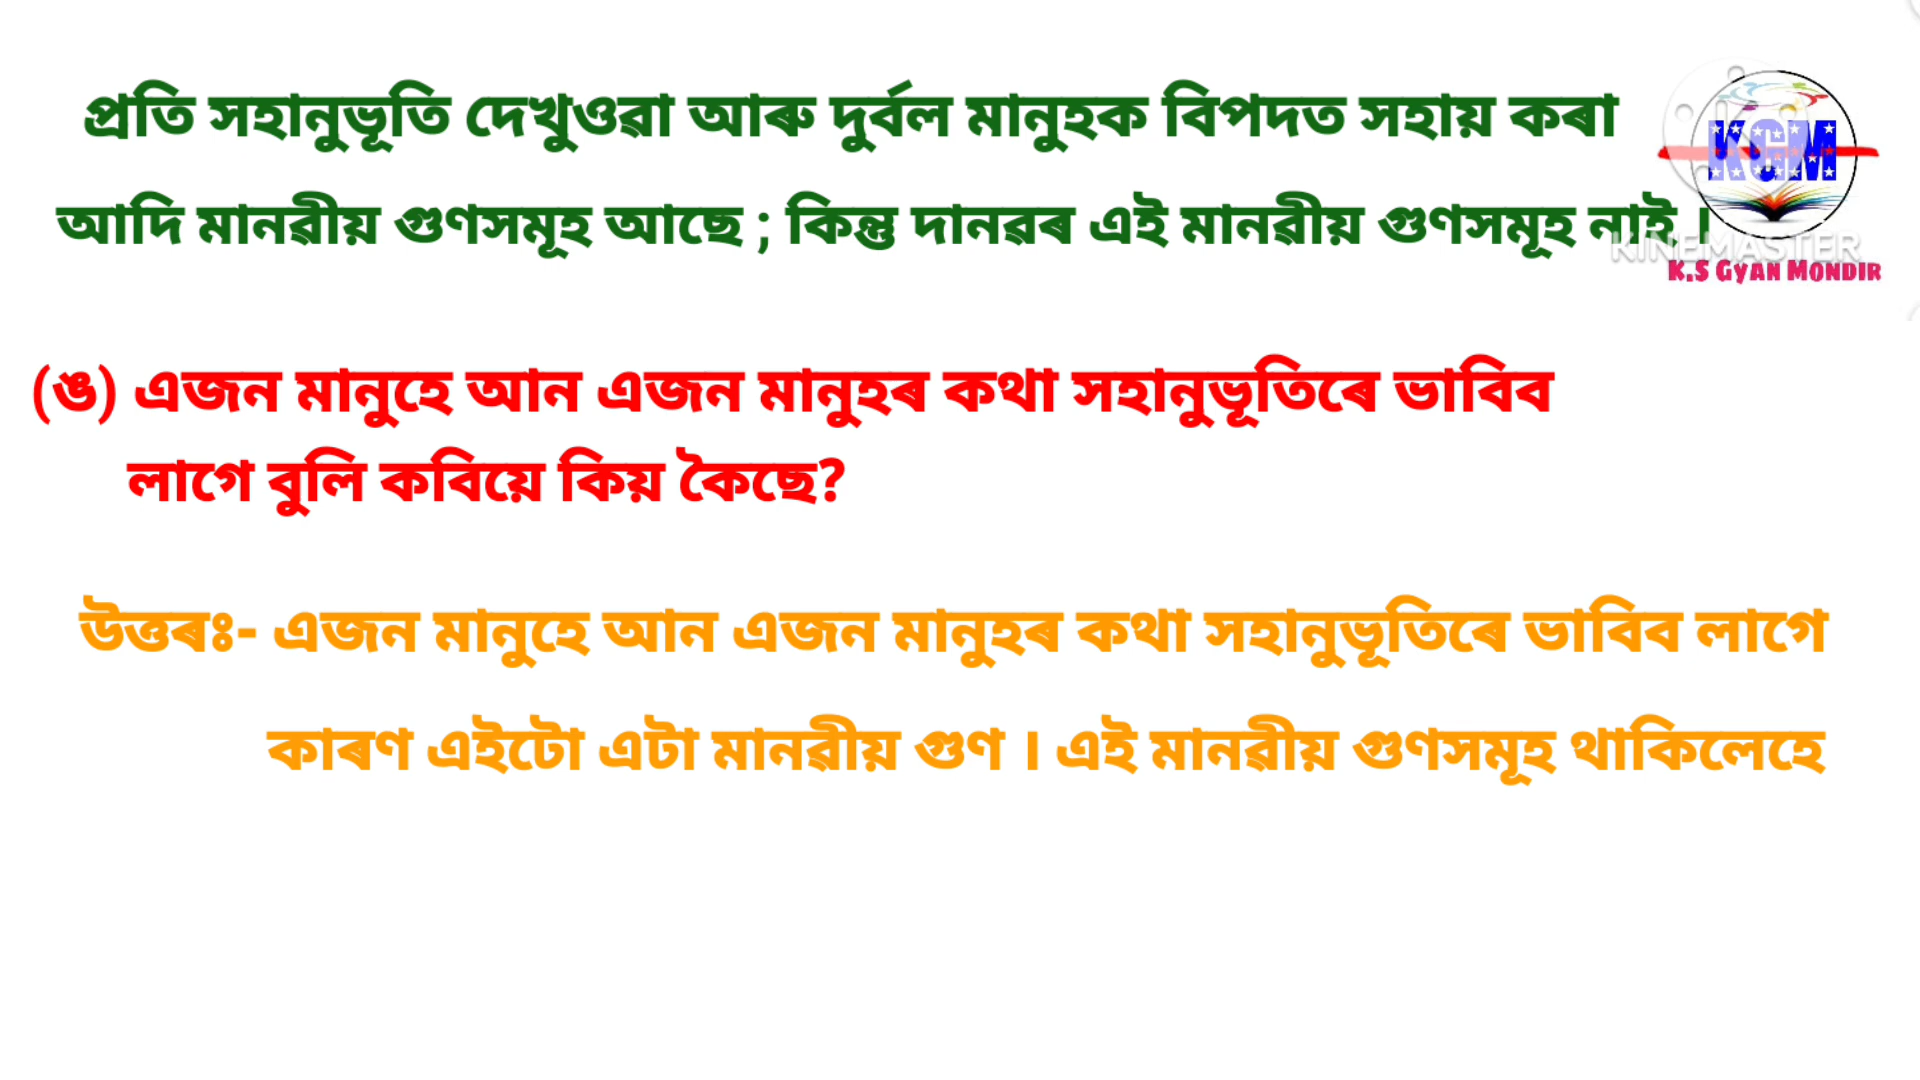 প্ৰতি সহানুভূতি দেখুওৱা আৰু দুৰ্বল মানুহক বিপদত সহায় কৰা
আদি মানৱীয় গুণসমূহ আছে ; কিন্তু দানৱৰ এই মানৱীয় গুণসমূহ নাই ।
KGM
KINEMASTER
K.S Gyan Mondir
(ঙ) এজন মানুহে আন এজন মানুহৰ কথা সহানুভূতিৰে ভাবিব
লাগে বুলি কবিয়ে কিয় কৈছে?
উত্তৰঃ- এজন মানুহে আন এজন মানুহৰ কথা সহানুভূতিৰে ভাবিব লাগে
কাৰণ এইটো এটা মানৱীয় গুণ । এই মানৱীয় গুণসমূহ থাকিলেহে